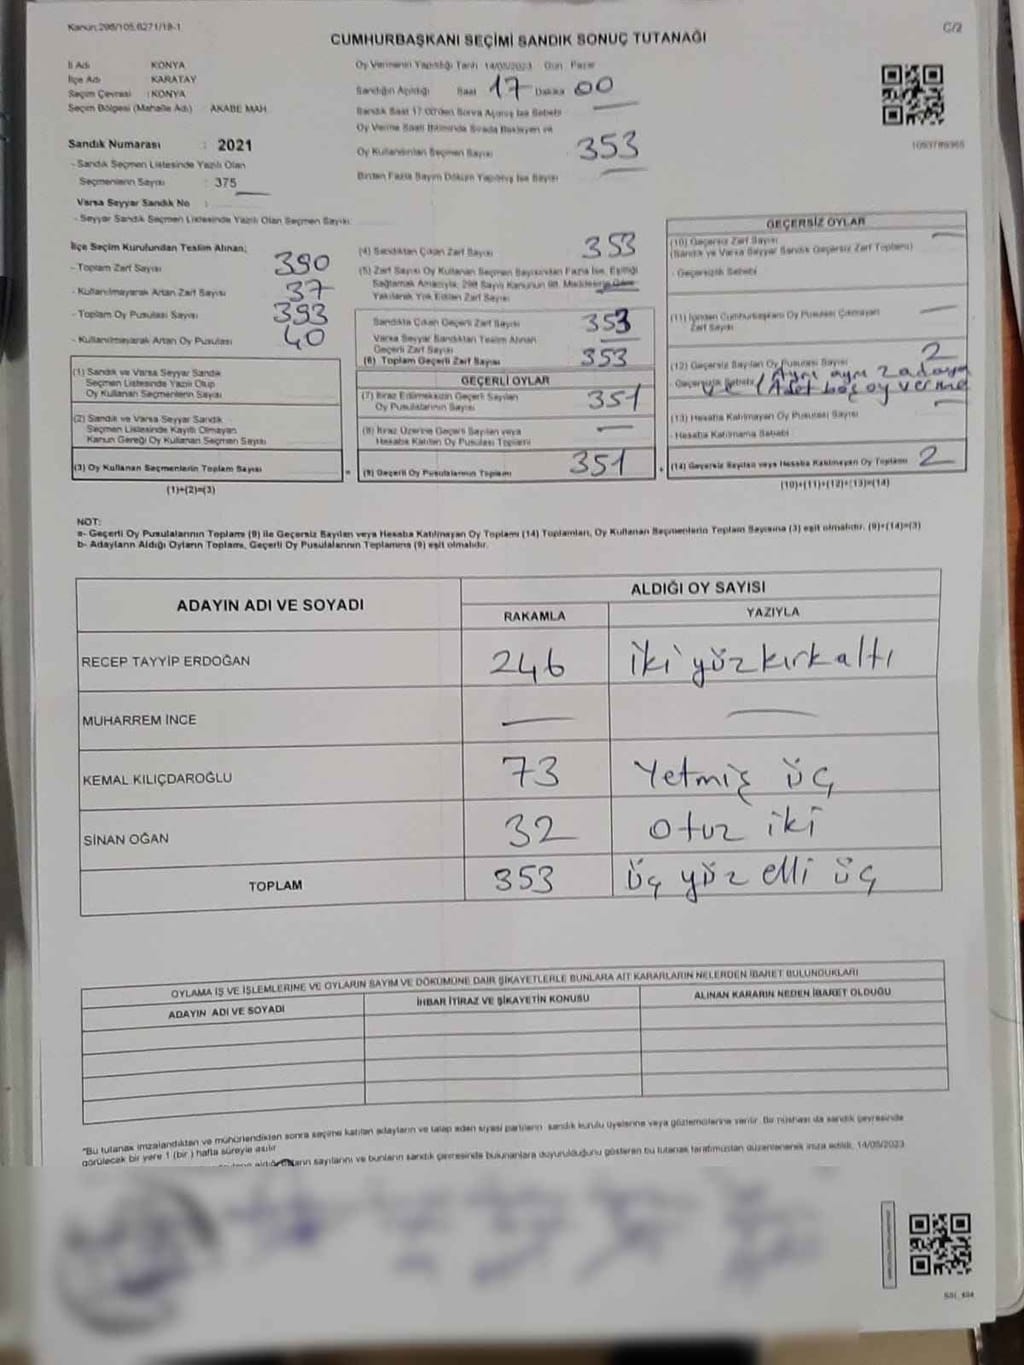 Kanun:298/105,6271/18-1
C/2
CUMHURBAŞKANI SEÇİMİ SANDIK SONUÇ TUTANAĞI
İl Adı KONYA
İlçe Adı KARATAY
Seçim Çevresi : KONYA
Seçim Bölgesi (Mahalle Adı) : AKABE MAH.
Sandık Numarası : 2021
- Sandık Seçmen Listesinde Yazılı Olan
Seçmenlerin Sayısı : 375
Varsa Seyyar Sandık No :
- Seyyar Sandık Seçmen Listesinde Yazılı Olan Seçmen Sayısı
Oy Vermenin Yapıldığı Tarih 14/05/2023 Gün Pazar
Sandığın Açıldığı Saat 17 Dakika 00
Sandık Saat 17:00'den Sonra Açılmış İse Sebebi
Oy Verme Saati Bitiminde Sırada Bekleyen
Oy Kullandırılan Seçmen Sayısı 353
Birden Fazla Sayım Döküm Yapılmış İse Sayısı
İlçe Seçim Kurulundan Teslim Alınan;
- Toplam Zarf Sayısı 390
- Kullanılmayarak Artan Zarf Sayısı 37
- Toplam Oy Pusulası Sayısı 393
- Kullanılmayarak Artan Oy Pusulası 40
(1) Sandık ve Varsa Seyyar Sandık
Seçmen Listesinde Yazılı Olup
Oy Kullanan Seçmenlerin Sayısı
(2) Sandık ve Varsa Seyyar Sandık
Seçmen Listesinde Kayıtlı Olmayan
Kanun Gereği Oy Kullanan Seçmen Sayısı
(3) Oy Kullanan Seçmenlerin Toplam Sayısı
(1)+(2)=(3)
(4) Sandıktan Çıkan Zarf Sayısı 353
(5) Zarf Sayısı Oy Kullanan Seçmen Sayısından Fazla İse, Eşitliği
Sağlamak Amacıyla, 298 Sayılı Kanunun 98. Maddesine Göre
Yakılarak Yok Edilen Zarf Sayısı
Sandıkta Çıkan Geçerli Zarf Sayısı 353
Varsa Seyyar Sandıktan Teslim Alınan
Geçerli Zarf Sayısı
(6) Toplam Geçerli Zarf Sayısı 353
GEÇERLİ OYLAR
(7) İtiraz Edilmeksizin Geçerli Sayılan
Oy Pusulalarının Sayısı 351
(8) İtiraz Üzerine Geçerli Sayılan veya
Hesaba Katılan Oy Pusulası Toplamı —
(9) Geçerli Oy Pusulalarının Toplamı 351
GEÇERSİZ OYLAR
(10) Geçersiz Zarf Sayısı —
(Sandık ve Varsa Seyyar Sandık Geçersiz Zarf Toplamı)
- Geçersizlik Sebebi
(11) İçinden Cumhurbaşkanı Oy Pusulası Çıkmayan
Zarf Sayısı —
(12) Geçersiz Sayılan Oy Pusulası Sayısı 2
- Geçersizlik Sebebi Aynı ayrı 2 adaya
ve 1 Adet boş oy verme
(13) Hesaba Katılmayan Oy Pusulası Sayısı —
- Hesaba Katılmama Sebebi
(14) Geçersiz Sayılan veya Hesaba Katılmayan Oy Toplamı 2
(10)+(11)+(12)+(13)=(14)
NOT:
a- Geçerli Oy Pusulalarının Toplamı (9) ile Geçersiz Sayılan veya Hesaba Katılmayan Oy Toplamı (14) Toplamları, Oy Kullanan Seçmenlerin Toplam Sayısına (3) eşit olmalıdır. (9)+(14)=(3)
b- Adayların Aldığı Oyların Toplamı, Geçerli Oy Pusulalarının Toplamına (9) eşit olmalıdır.
ADAYIN ADI VE SOYADI ALDIĞI OY SAYISI
RAKAMLA YAZIYLA
RECEP TAYYİP ERDOĞAN 246 iki yüz kırk altı
MUHARREM İNCE — —
KEMAL KILIÇDAROĞLU 73 Yetmiş üç
SİNAN OĞAN 32 Otuz iki
TOPLAM 353 üç yüz elli üç
OYLAMA İŞ VE İŞLEMLERİNE VE OYLARIN SAYIM VE DÖKÜMÜNE DAİR ŞİKAYETLERLE BUNLARA AİT KARARLARIN NELERDEN İBARET BULUNDUKLARI
ADAYIN ADI VE SOYADI İHBAR İTİRAZ VE ŞİKAYETİN KONUSU ALINAN KARARIN NEDEN İBARET OLDUĞU
*Bu tutanak imzalandıktan ve mühürlendikten sonra seçime katılan adayların ve talep eden siyasi partilerin sandık kurulu üyelerine veya gözlemcilerine verilir. Bir nüshası da sandık çevresinde
görülecek bir yere 1 (bir) hafta süreyle asılır.
sayılarını ve bunların sandık çevresinde bulunanlara duyurulduğunu gösteren bu tutanak tarafımızdan düzenlenerek imza edildi. 14/05/2023